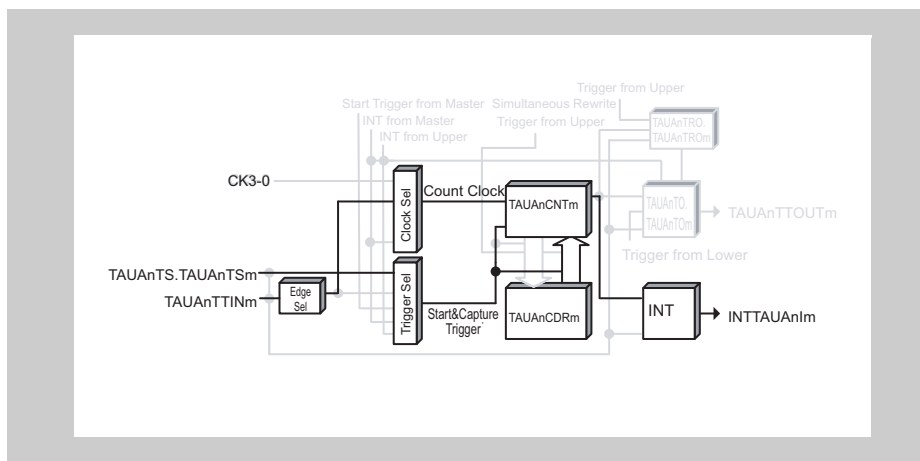 Trigger from Upper
Start Trigger from Master Simultaneous Rewrite
INT from Master Trigger from Upper
INT from Upper
TAUAnTRO.
TAUAnTROm
CK3-0
Clock Sel
Count Clock
TAUAnCNTm
TAUAnTO.
TAUAnTOm
TAUAnTTOUTm
Trigger from Lower
TAUAnTS.TAUAnTSm
TAUAnTTINm
Edge
Sel
Trigger Sel
Start&Capture
Trigger
TAUAnCDRm
INT
INTTAUAnIm